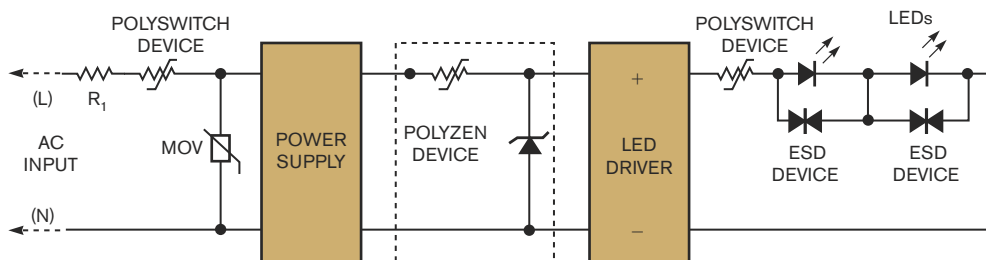 POLYSWITCH
DEVICE
(L)
R1
AC
INPUT
(N)
MOV
POWER
SUPPLY
POLYZEN
DEVICE
+
LED
DRIVER
−
POLYSWITCH
DEVICE
LEDs
ESD
DEVICE
ESD
DEVICE